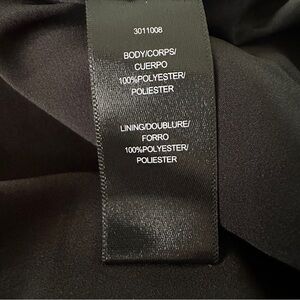 3011008
BODY/CORPS/
CUERPO
100%POLYESTER/
POLIESTER
LINING/DOUBLURE/
FORRO
100%POLYESTER/
POLIESTER